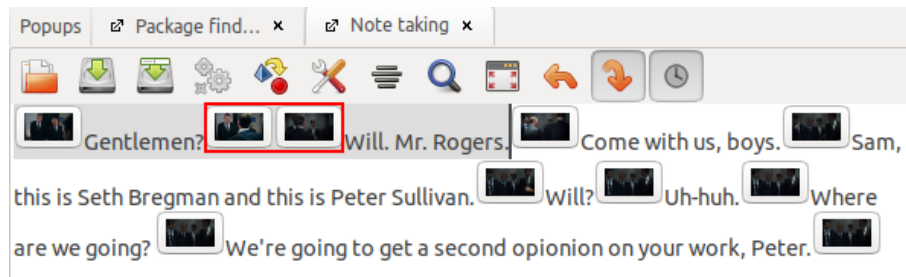 Popups Package find... × Note taking ×
Gentlemen? Will. Mr. Rogers. Come with us, boys. Sam,
this is Seth Bregman and this is Peter Sullivan. Will? Uh-huh. Where
are we going? We're going to get a second opionion on your work, Peter.